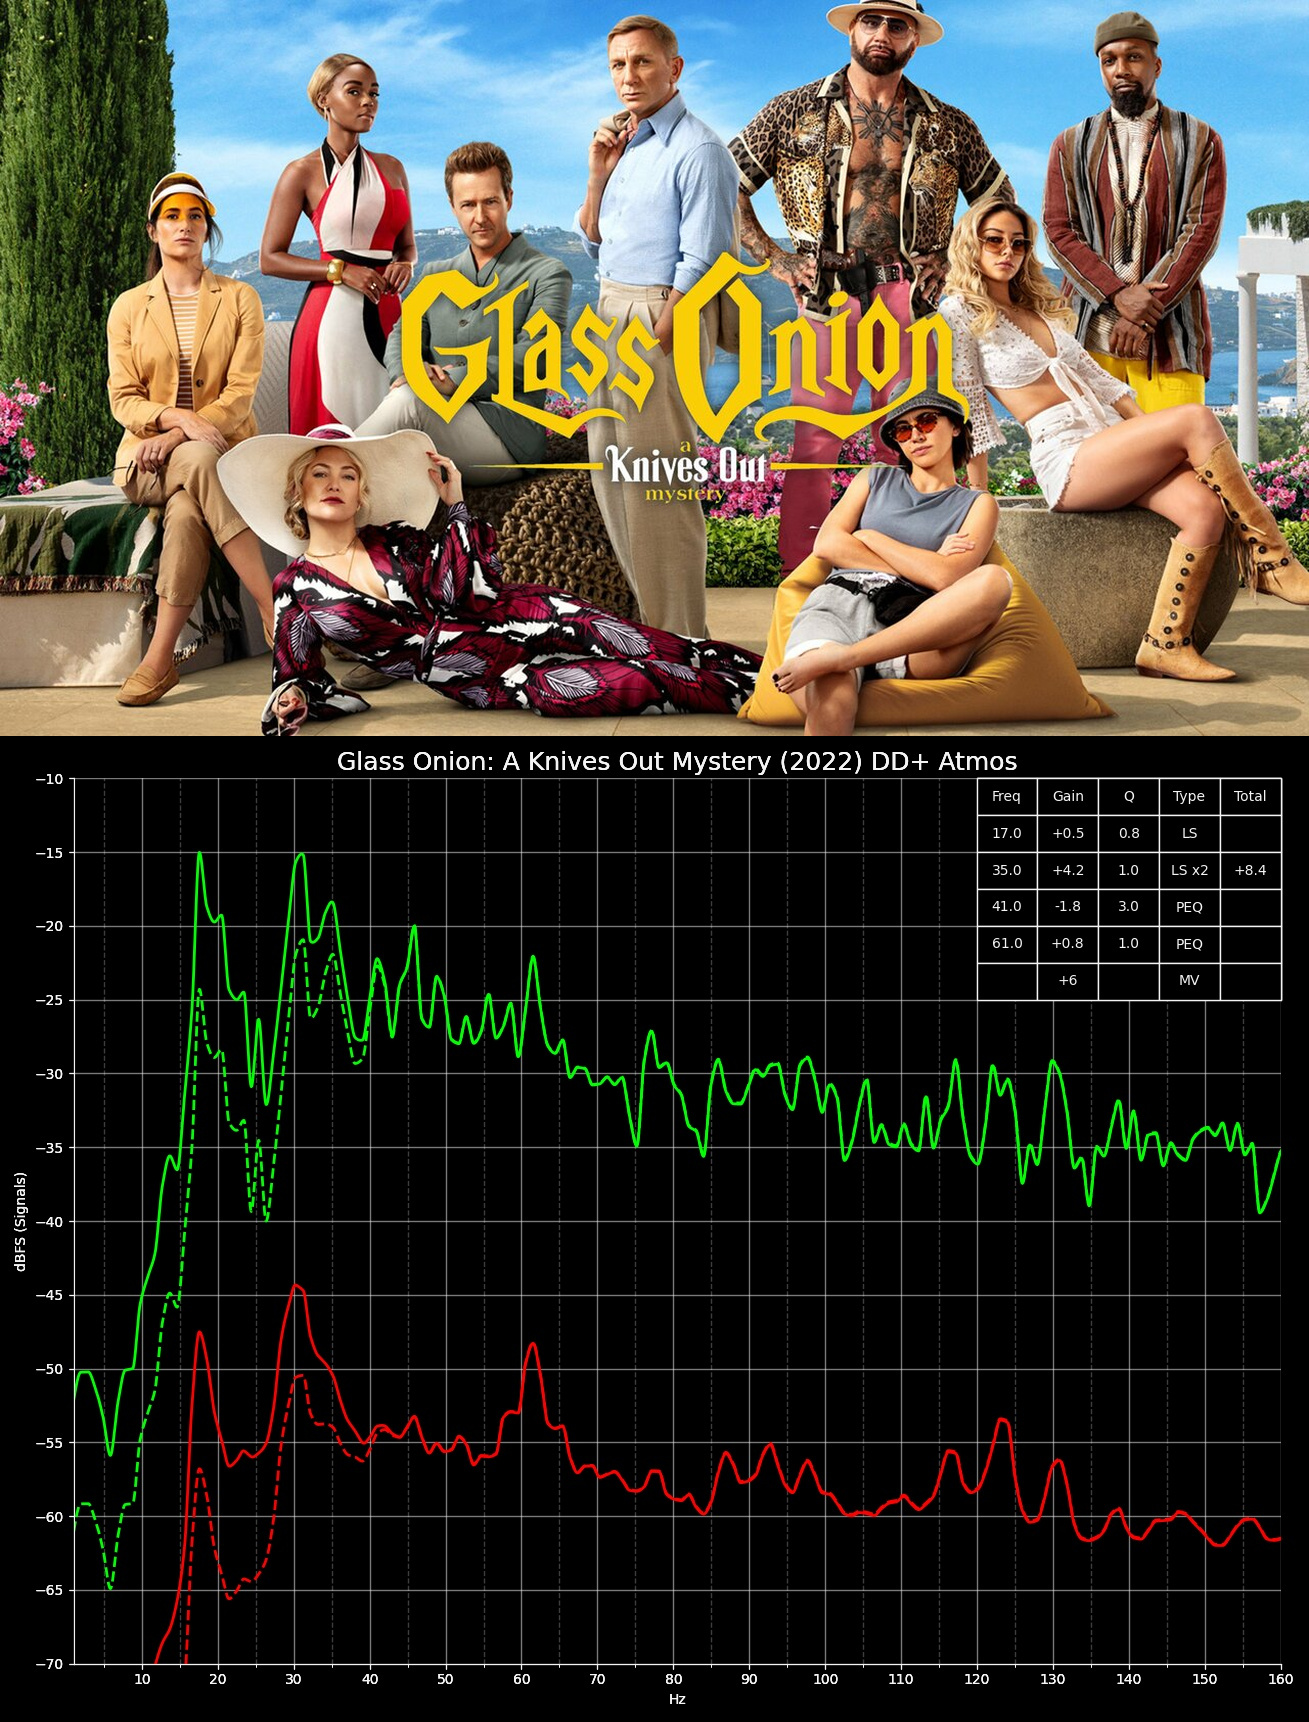 Glass Onion
a
Knives Out
mystery
Glass Onion: A Knives Out Mystery (2022) DD+ Atmos
Freq Gain Q Type Total
17.0 +0.5 0.8 LS
35.0 +4.2 1.0 LS x2 +8.4
41.0 -1.8 3.0 PEQ
61.0 +0.8 1.0 PEQ
+6 MV
−10
−15
−20
−25
−30
−35
−40
−45
−50
−55
−60
−65
−70
dBFS (Signals)
10 20 30 40 50 60 70 80 90 100 110 120 130 140 150 160
Hz